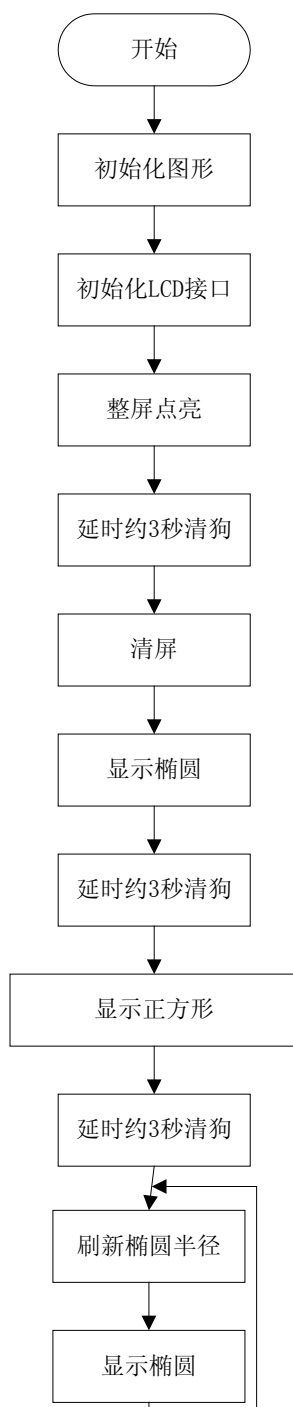 开始
初始化图形
初始化LCD接口
整屏点亮
延时约3秒清狗
清屏
显示椭圆
延时约3秒清狗
显示正方形
延时约3秒清狗
刷新椭圆半径
显示椭圆